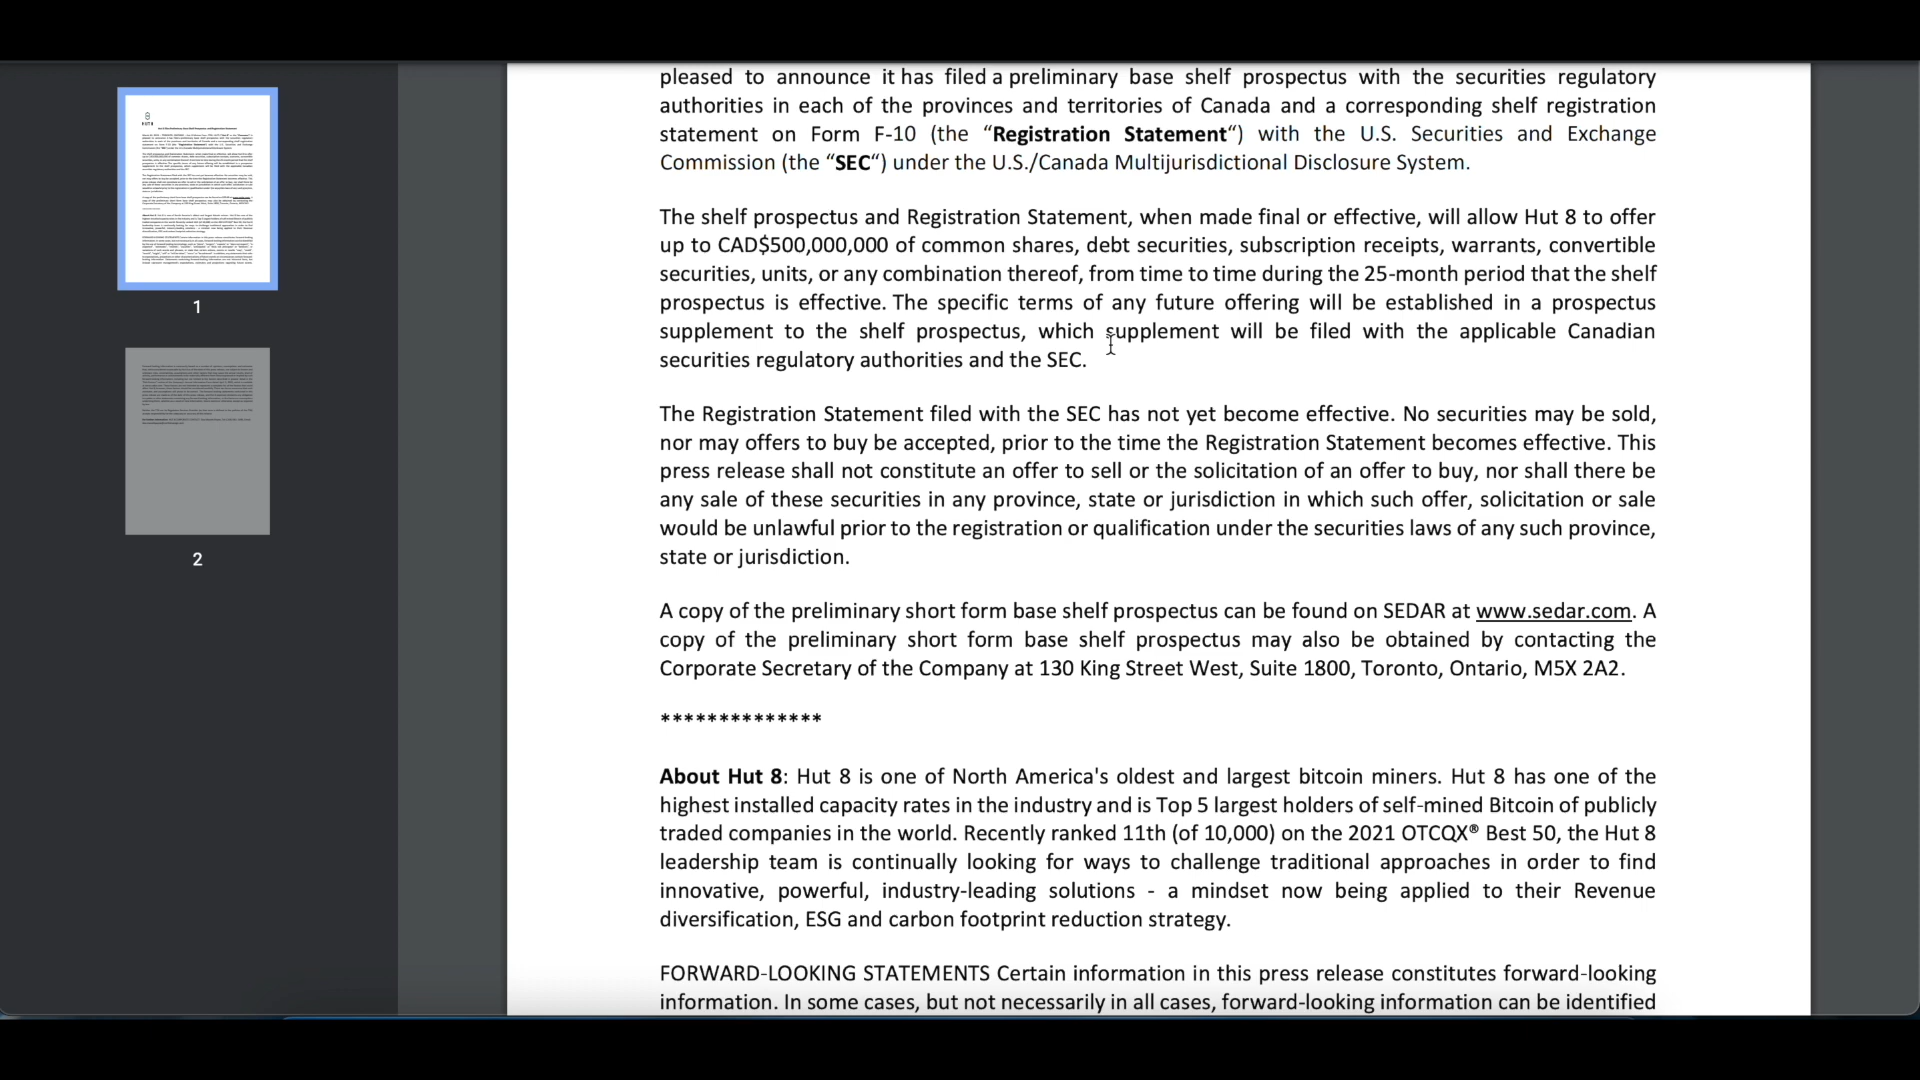 pleased to announce it has filed a preliminary base shelf prospectus with the securities regulatory
authorities in each of the provinces and territories of Canada and a corresponding shelf registration
statement on Form F-10 (the “Registration Statement“) with the U.S. Securities and Exchange
Commission (the “SEC“) under the U.S./Canada Multijurisdictional Disclosure System.
The shelf prospectus and Registration Statement, when made final or effective, will allow Hut 8 to offer
up to CAD$500,000,000 of common shares, debt securities, subscription receipts, warrants, convertible
securities, units, or any combination thereof, from time to time during the 25-month period that the shelf
prospectus is effective. The specific terms of any future offering will be established in a prospectus
supplement to the shelf prospectus, which supplement will be filed with the applicable Canadian
securities regulatory authorities and the SEC.
The Registration Statement filed with the SEC has not yet become effective. No securities may be sold,
nor may offers to buy be accepted, prior to the time the Registration Statement becomes effective. This
press release shall not constitute an offer to sell or the solicitation of an offer to buy, nor shall there be
any sale of these securities in any province, state or jurisdiction in which such offer, solicitation or sale
would be unlawful prior to the registration or qualification under the securities laws of any such province,
state or jurisdiction.
A copy of the preliminary short form base shelf prospectus can be found on SEDAR at www.sedar.com. A
copy of the preliminary short form base shelf prospectus may also be obtained by contacting the
Corporate Secretary of the Company at 130 King Street West, Suite 1800, Toronto, Ontario, M5X 2A2.
**************
About Hut 8: Hut 8 is one of North America's oldest and largest bitcoin miners. Hut 8 has one of the
highest installed capacity rates in the industry and is Top 5 largest holders of self-mined Bitcoin of publicly
traded companies in the world. Recently ranked 11th (of 10,000) on the 2021 OTCQX® Best 50, the Hut 8
leadership team is continually looking for ways to challenge traditional approaches in order to find
innovative, powerful, industry-leading solutions - a mindset now being applied to their Revenue
diversification, ESG and carbon footprint reduction strategy.
FORWARD-LOOKING STATEMENTS Certain information in this press release constitutes forward-looking
information. In some cases, but not necessarily in all cases, forward-looking information can be identified
1
2